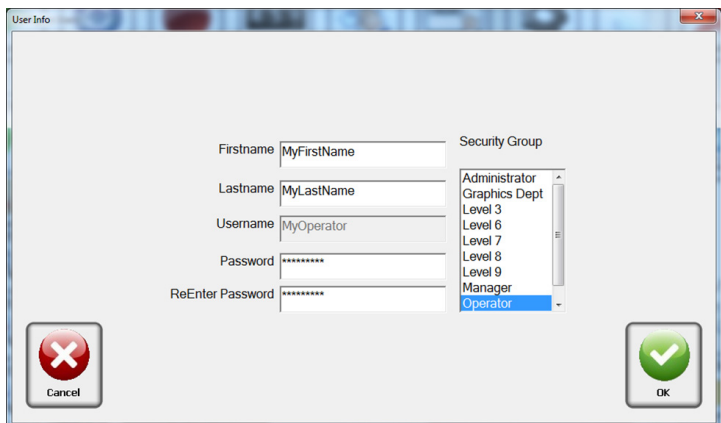 User Info
Firstname MyFirstName
Lastname MyLastName
Username MyOperator
Password *********
ReEnter Password *********
Security Group
Administrator
Graphics Dept
Level 3
Level 6
Level 7
Level 8
Level 9
Manager
Operator
Cancel
OK